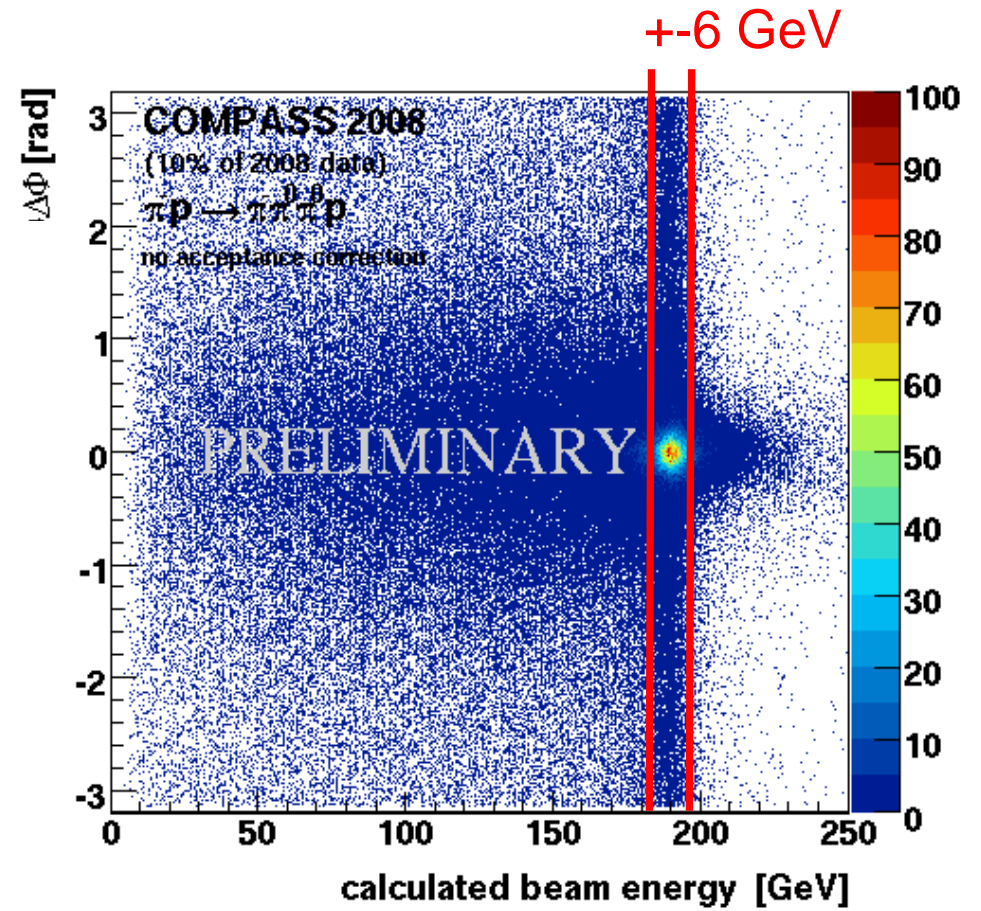 +-6 GeV
ΔΦ [rad]
COMPASS 2008
(10% of 2008 data)
πp → ππ⁰π⁰p
no acceptance correction
PRELIMINARY
3
2
1
0
-1
-2
-3
0 50 100 150 200 250
calculated beam energy [GeV]
100
90
80
70
60
50
40
30
20
10
0